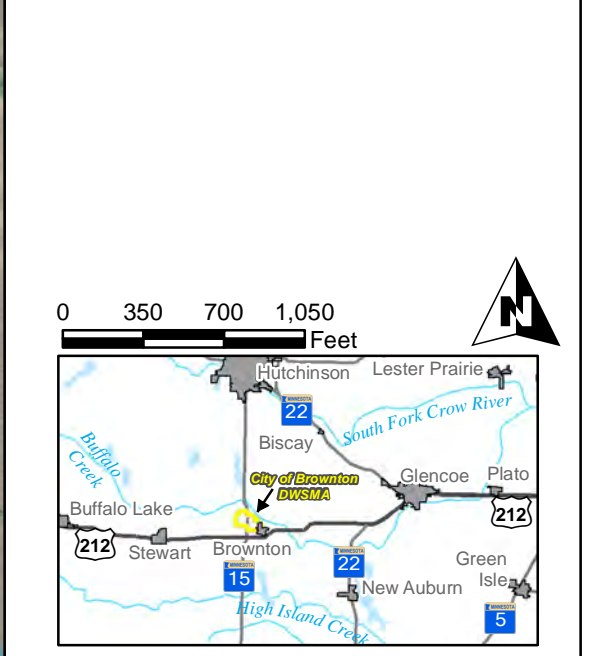 0 350 700 1,050
Feet
N
Hutchinson
Lester Prairie
MINNESOTA
22
South Fork Crow River
Biscay
Buffalo
Creek
City of Brownton
DWSMA
Glencoe
Plato
Buffalo Lake
212
212
Stewart
Brownton
MINNESOTA
22
Green
Isle
MINNESOTA
15
New Auburn
High Island Creek
MINNESOTA
5